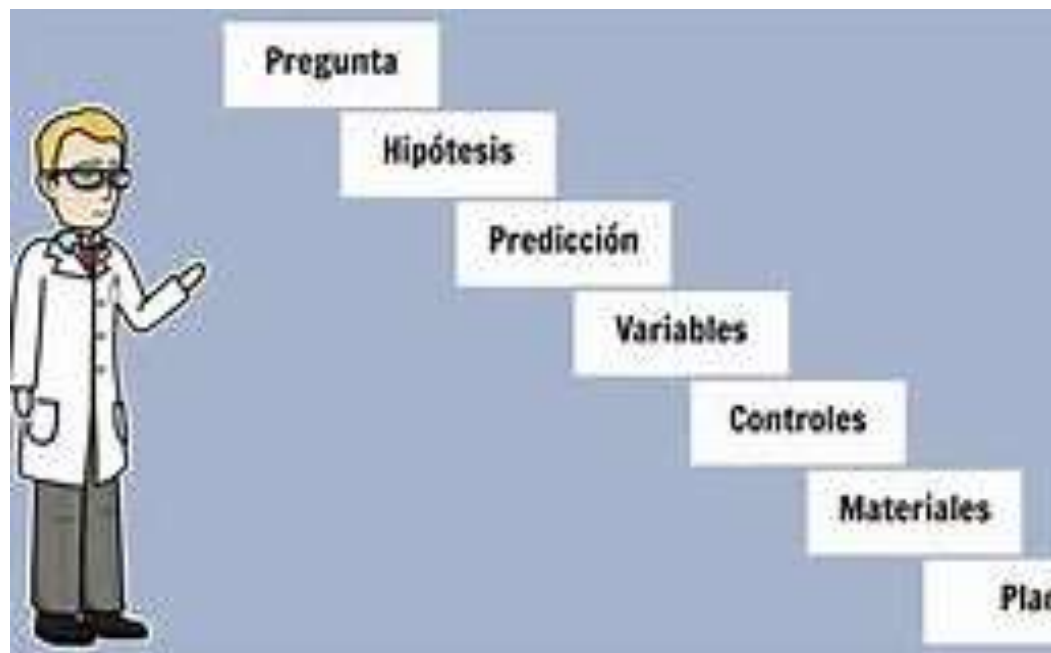 Pregunta
Hipótesis
Predicción
Variables
Controles
Materiales